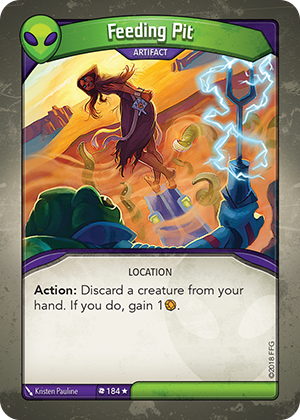 Feeding Pit
ARTIFACT
LOCATION
Action: Discard a creature from your
hand. If you do, gain 1.
Kristen Pauline
184
©2018 FFG